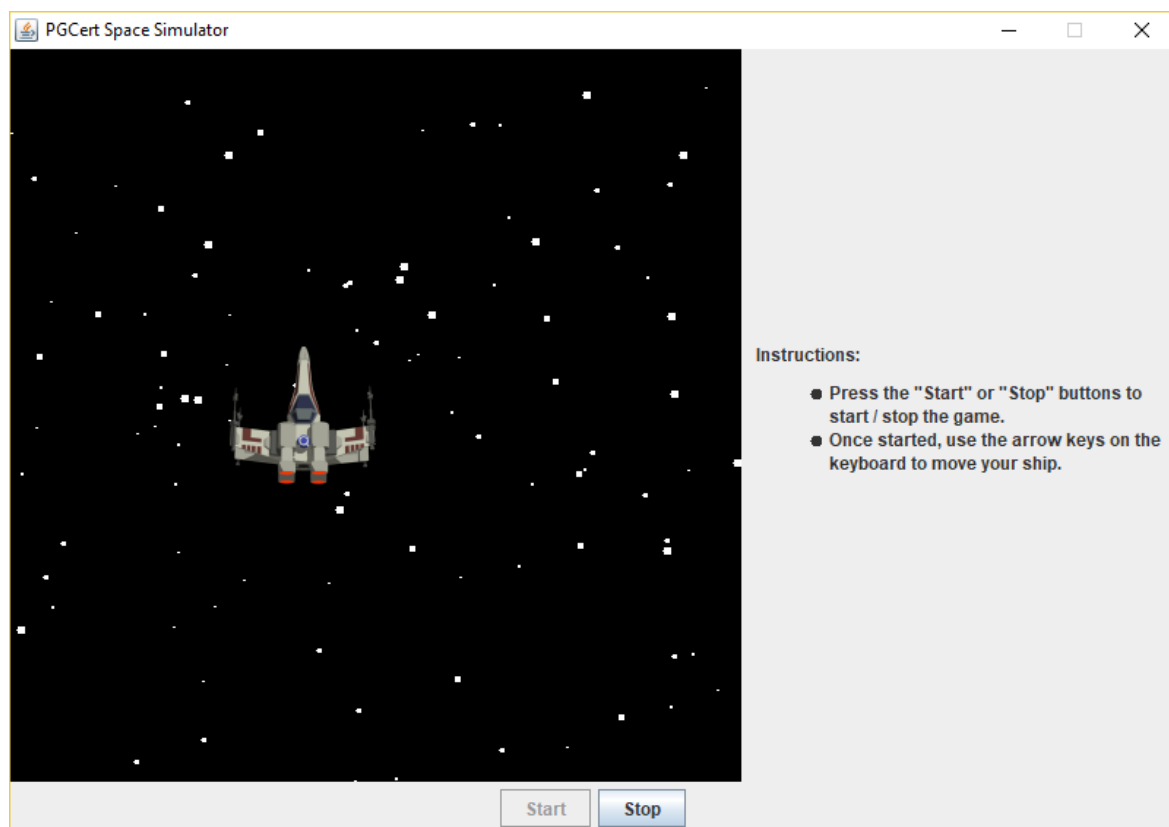 PGCert Space Simulator
Instructions:
Press the "Start" or "Stop" buttons to
start / stop the game.
Once started, use the arrow keys on the
keyboard to move your ship.
Start
Stop